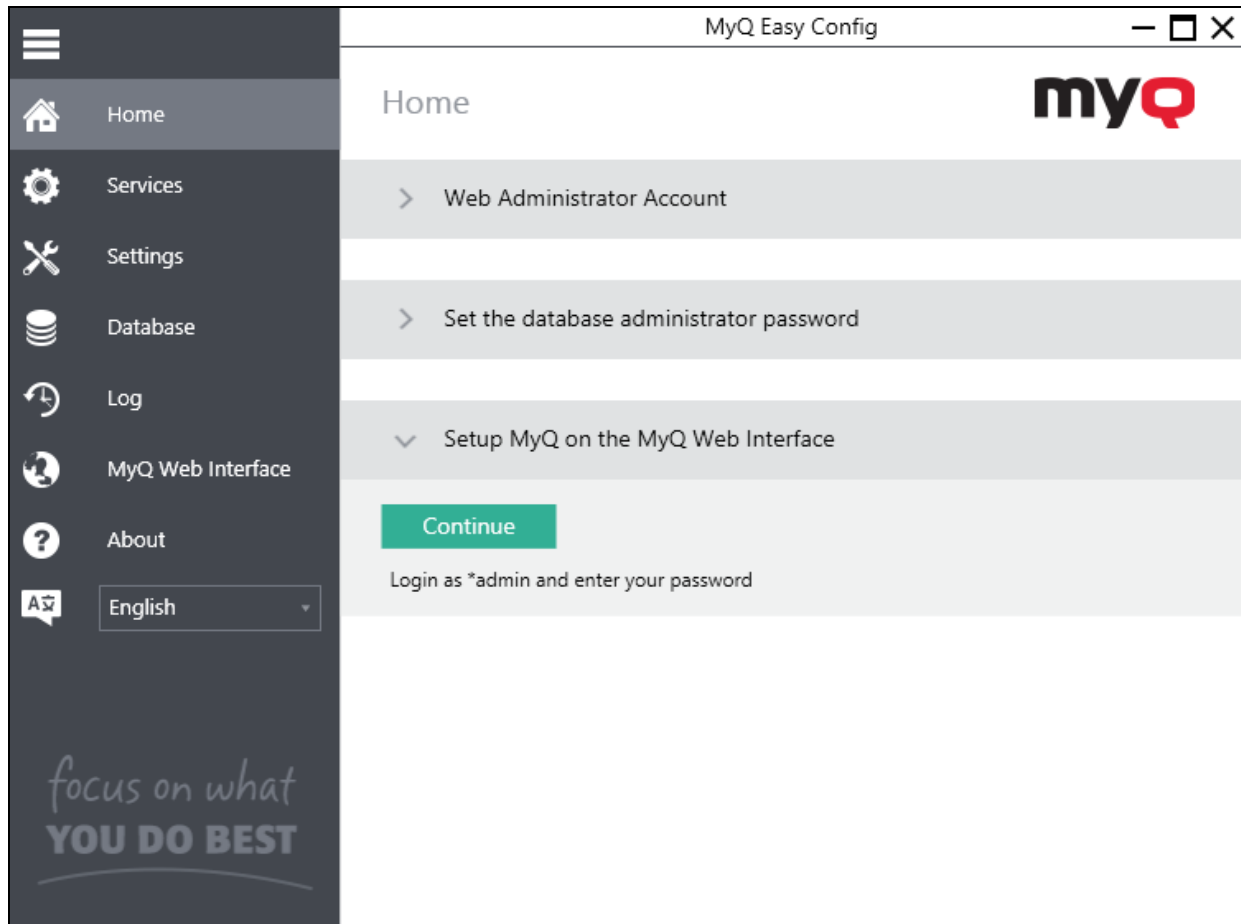 MyQ Easy Config
Home
Services
Settings
Database
Log
MyQ Web Interface
About
A
English
focus on what
YOU DO BEST
Home
myQ
Web Administrator Account
Set the database administrator password
Setup MyQ on the MyQ Web Interface
Continue
Login as *admin and enter your password